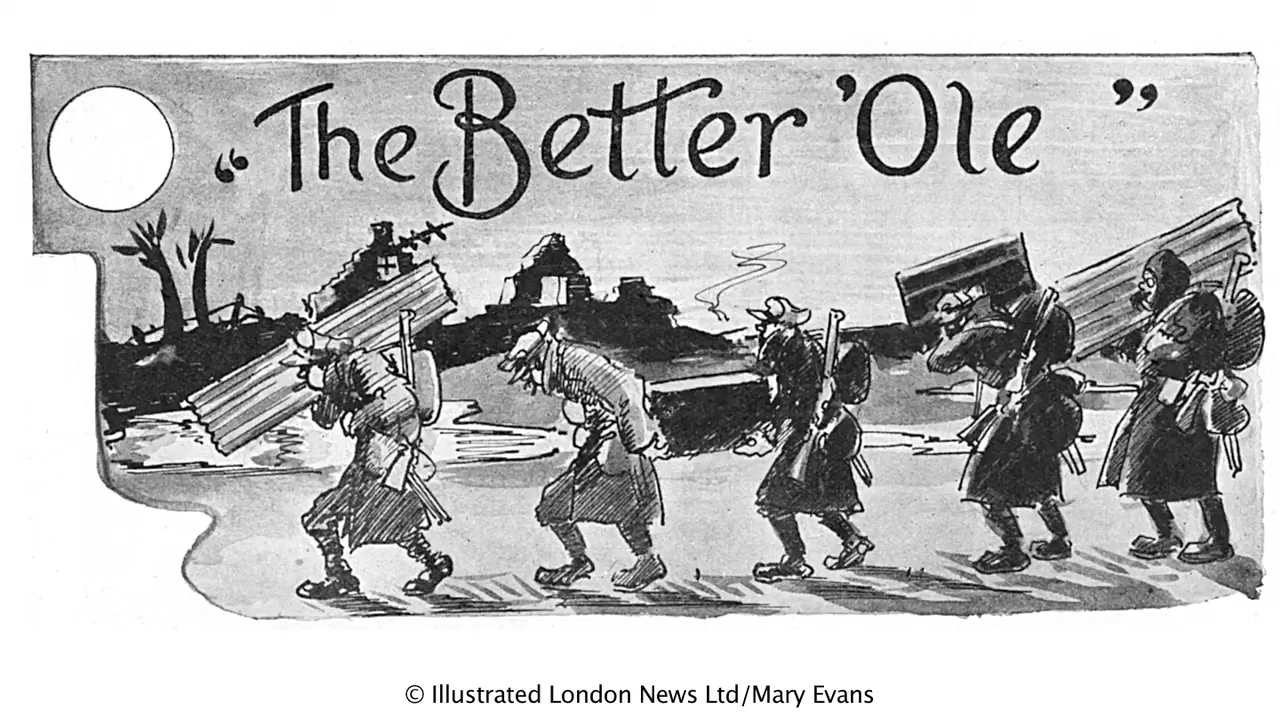 “The Better 'Ole”
© Illustrated London News Ltd/Mary Evans